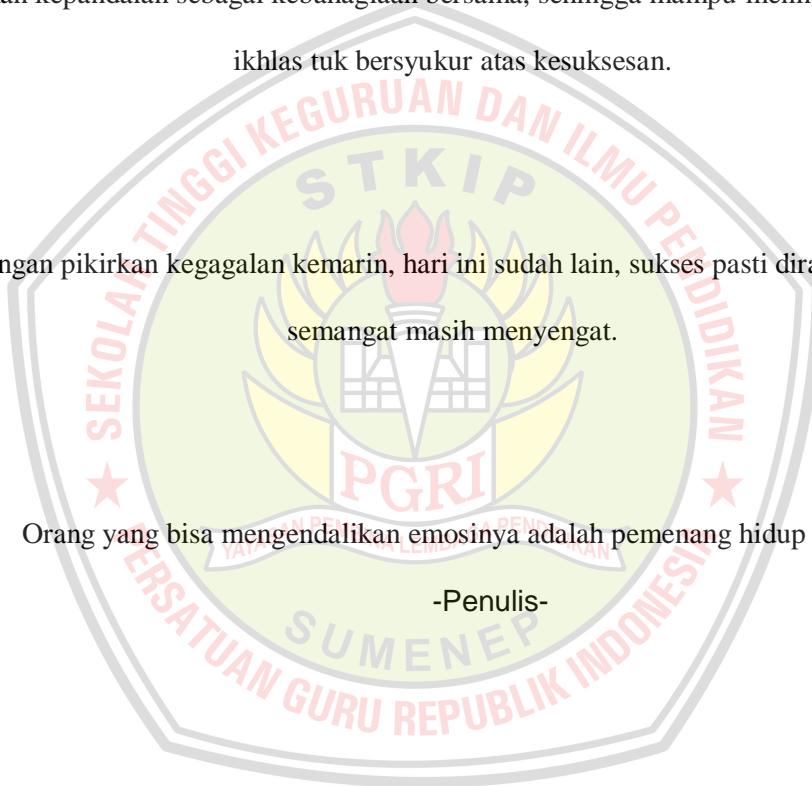 kepandaian sebagai kebahagiaan bersama, sehingga mampu
ikhlas tuk bersyukur atas kesuksesan.
SEKOLAH TINGGI KEGURUAN DAN ILMU PENDIDIKAN
STKIP
pikirkan kegagalan kemarin, hari ini sudah lain, sukses pasti
semangat masih menyengat.
PGRI
Orang yang bisa mengendalikan emosinya adalah pemenang hidup
-Penulis-
SUMENEP
PERSATUAN GURU REPUBLIK INDONESIA